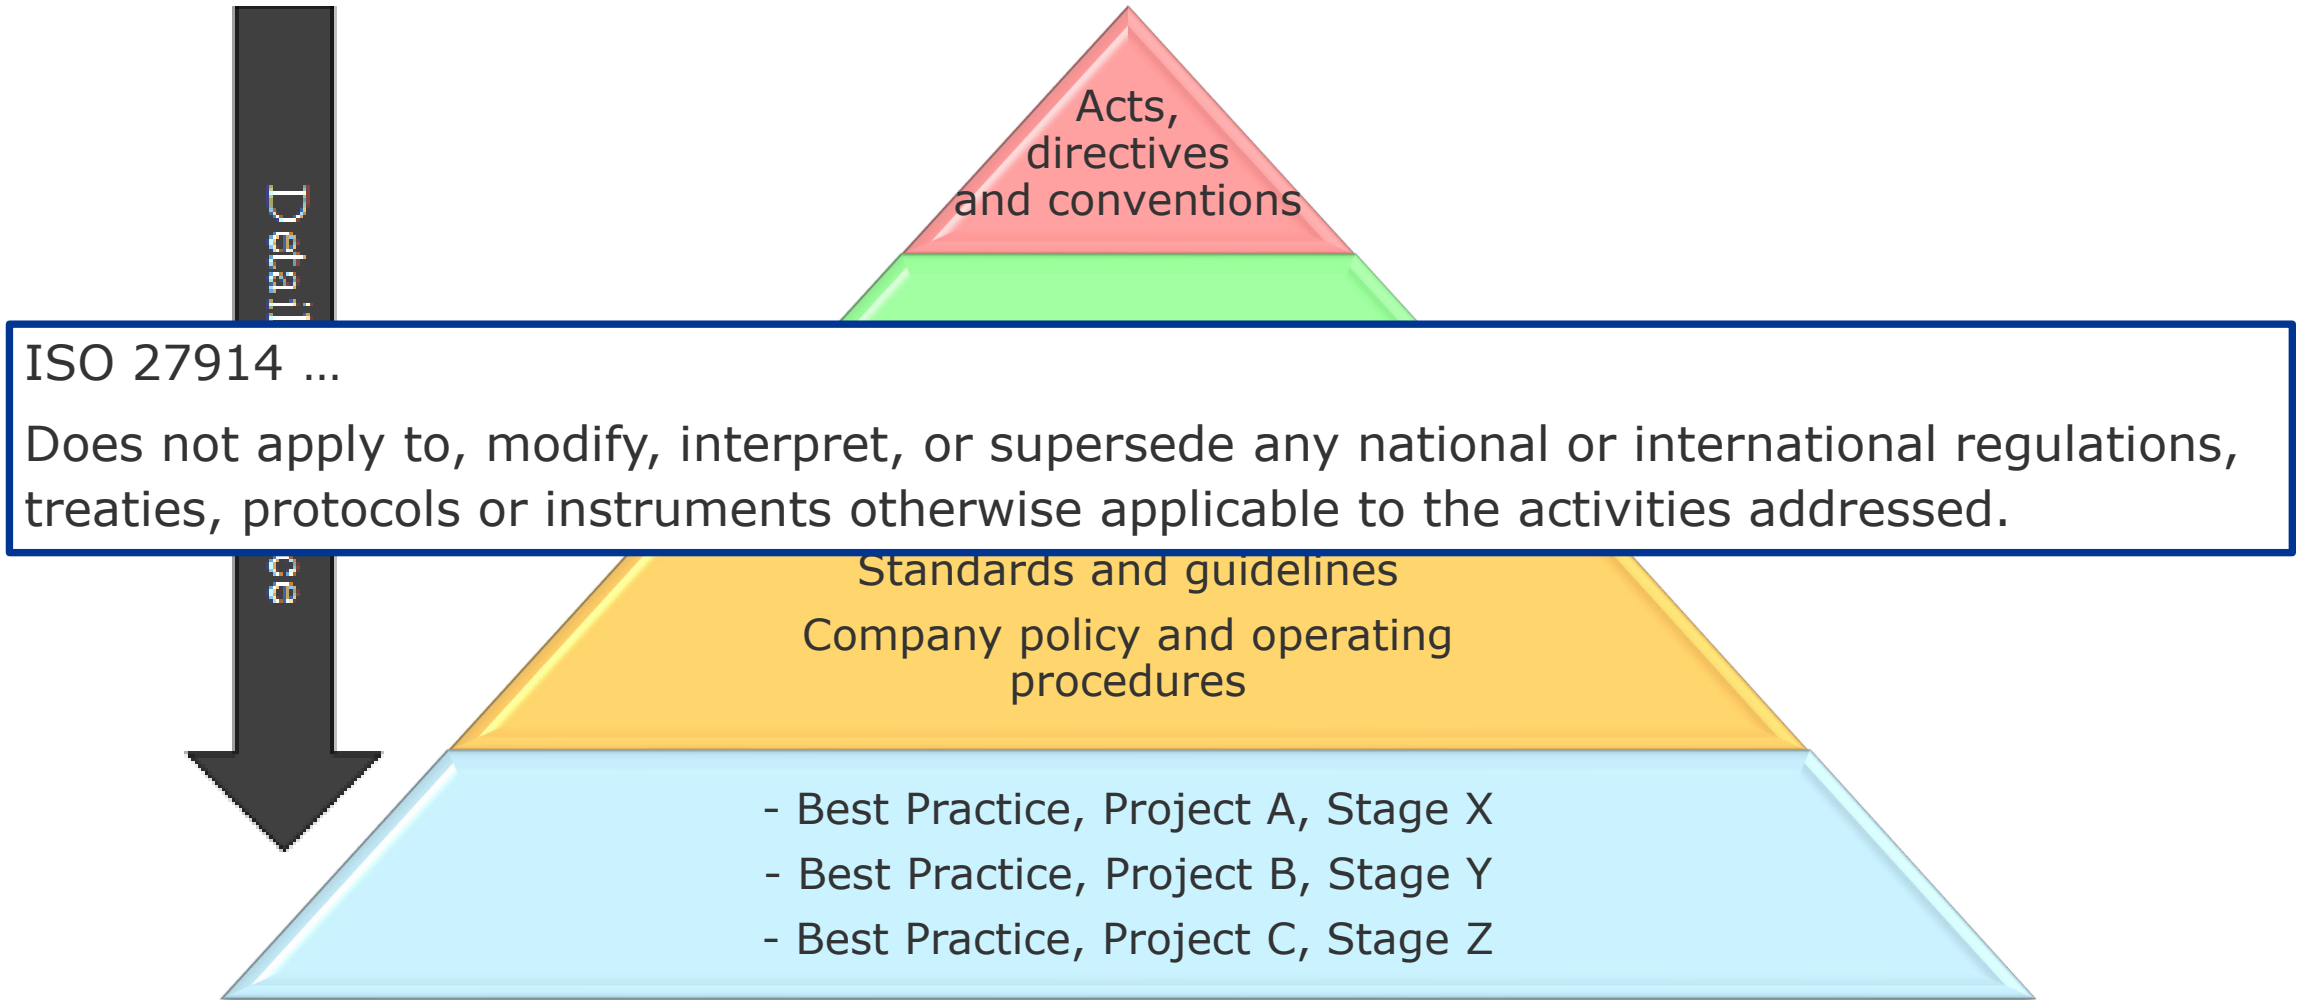 Acts,
directives
and conventions
ISO 27914 …
Does not apply to, modify, interpret, or supersede any national or international regulations,
treaties, protocols or instruments otherwise applicable to the activities addressed.
Standards and guidelines
Company policy and operating
procedures
- Best Practice, Project A, Stage X
- Best Practice, Project B, Stage Y
- Best Practice, Project C, Stage Z